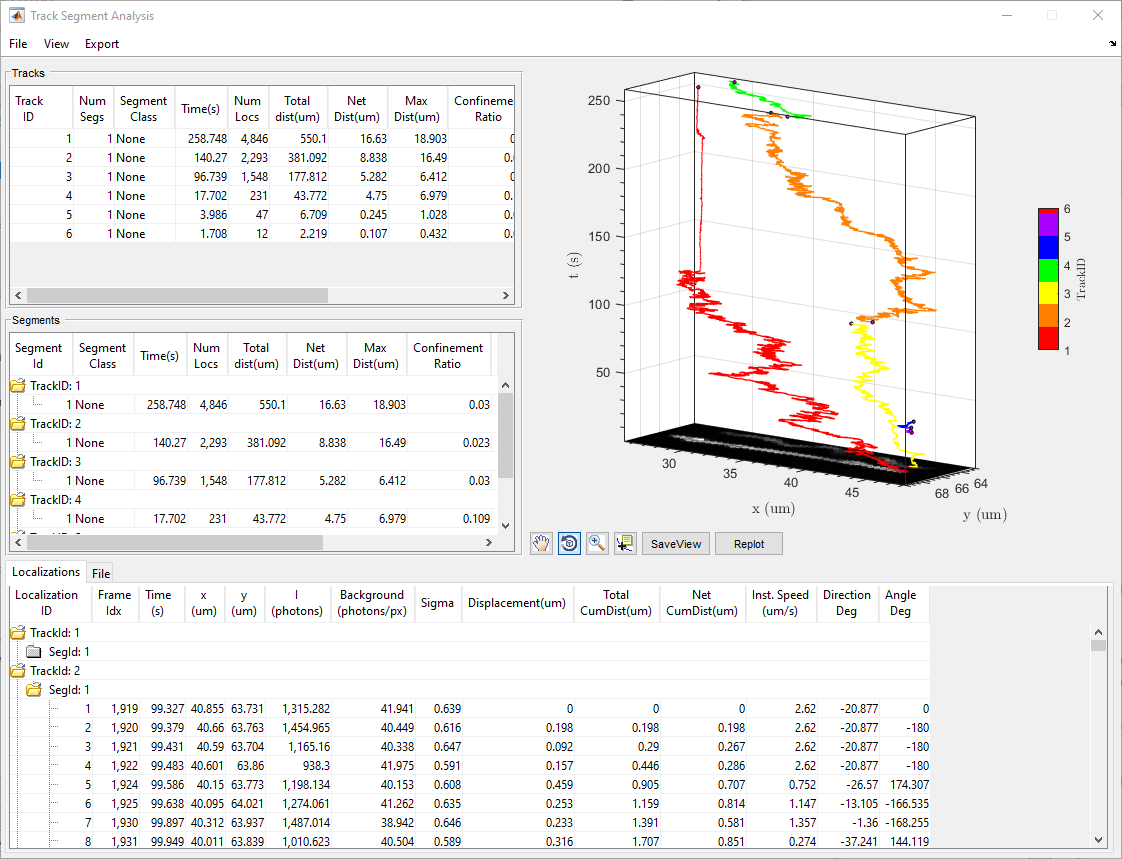 Track Segment Analysis
File View Export
Tracks
Track ID Num Segs Segment Class Time(s) Num Locs Total dist(um) Net Dist(um) Max Dist(um) Confineme Ratio
1 1 None 258.748 4,846 550.1 16.63 18.903 0
2 1 None 140.27 2,293 381.092 8.838 16.49 0.0
3 1 None 96.739 1,548 177.812 5.282 6.412 0
4 1 None 17.702 231 43.772 4.75 6.979 0.
5 1 None 3.986 47 6.709 0.245 1.028 0.0
6 1 None 1.708 12 2.219 0.107 0.432 0.0
Segments
Segment Id Segment Class Time(s) Num Locs Total dist(um) Net Dist(um) Max Dist(um) Confinement Ratio
TrackID: 1
1 None 258.748 4,846 550.1 16.63 18.903 0.03
TrackID: 2
1 None 140.27 2,293 381.092 8.838 16.49 0.023
TrackID: 3
1 None 96.739 1,548 177.812 5.282 6.412 0.03
TrackID: 4
1 None 17.702 231 43.772 4.75 6.979 0.109
250
200
150
100
50
t (s)
30 35 40 45
x (um)
68 66 64
y (um)
6
5
4
3
2
1
TrackID
SaveView Replot
Localizations File
Localization ID Frame Idx Time (s) x (um) y (um) I (photons) Background (photons/px) Sigma Displacement(um) Total CumDist(um) Net CumDist(um) Inst. Speed (um/s) Direction Deg Angle Deg
TrackId: 1
SegId: 1
TrackId: 2
SegId: 1
1 1,919 99.327 40.855 63.731 1,315.282 41.941 0.639 0 0 0 2.62 -20.877 0
2 1,920 99.379 40.66 63.763 1,454.965 40.449 0.616 0.198 0.198 0.198 2.62 -20.877 -180
3 1,921 99.431 40.59 63.704 1,165.16 40.338 0.647 0.092 0.29 0.267 2.62 -20.877 -180
4 1,922 99.483 40.601 63.86 938.3 41.975 0.591 0.157 0.446 0.286 2.62 -20.877 -180
5 1,924 99.586 40.15 63.773 1,198.134 40.153 0.608 0.459 0.905 0.707 0.752 -26.57 174.307
6 1,925 99.638 40.095 64.021 1,274.061 41.262 0.635 0.253 1.159 0.814 1.147 -13.105 -166.535
7 1,930 99.897 40.312 63.937 1,487.014 38.942 0.646 0.233 1.391 0.581 1.357 -1.36 -168.255
8 1,931 99.949 40.011 63.839 1,010.623 40.504 0.589 0.316 1.707 0.851 0.274 -37.241 144.119